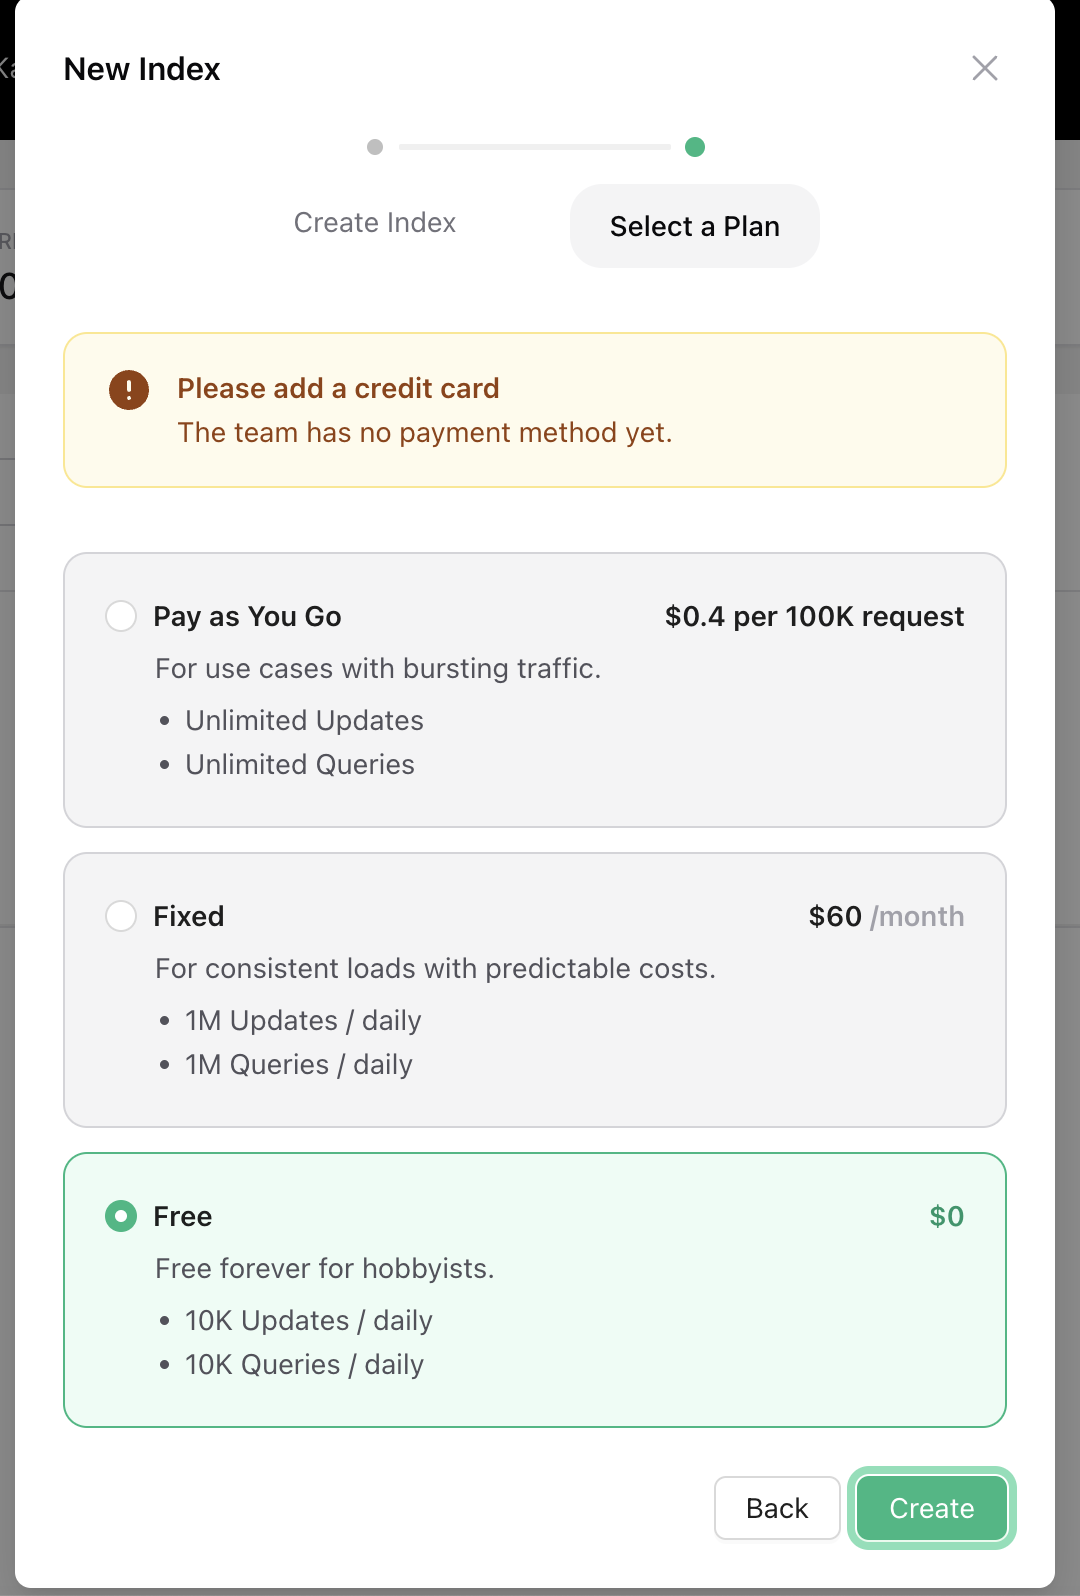 New Index
Create Index
Select a Plan
Please add a credit card
The team has no payment method yet.
Pay as You Go
$0.4 per 100K request
For use cases with bursting traffic.
• Unlimited Updates
• Unlimited Queries
Fixed
$60 /month
For consistent loads with predictable costs.
• 1M Updates / daily
• 1M Queries / daily
Free
$0
Free forever for hobbyists.
• 10K Updates / daily
• 10K Queries / daily
Back
Create